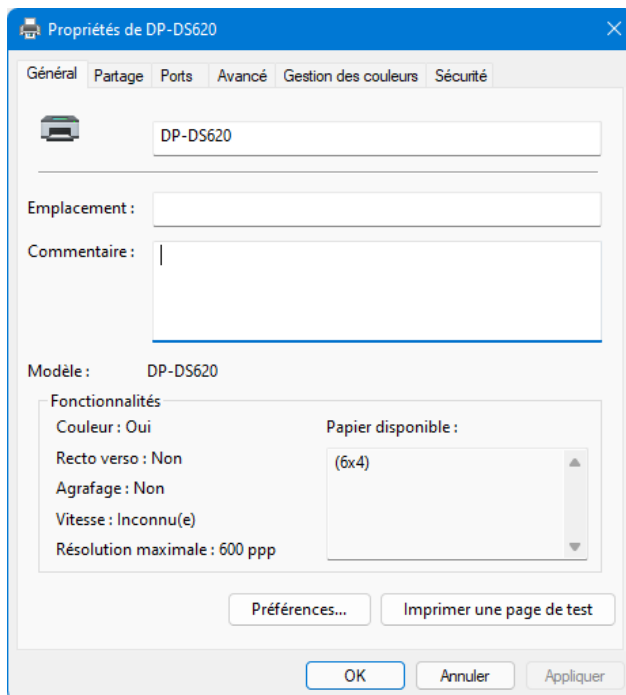 Propriétés de DP-DS620
Général Partage Ports Avancé Gestion des couleurs Sécurité
DP-DS620
Emplacement :
Commentaire :
Modèle : DP-DS620
Fonctionnalités
Couleur : Oui
Papier disponible :
Recto verso : Non
(6x4)
Agrafage : Non
Vitesse : Inconnu(e)
Résolution maximale : 600 ppp
Préférences... Imprimer une page de test
OK Annuler Appliquer